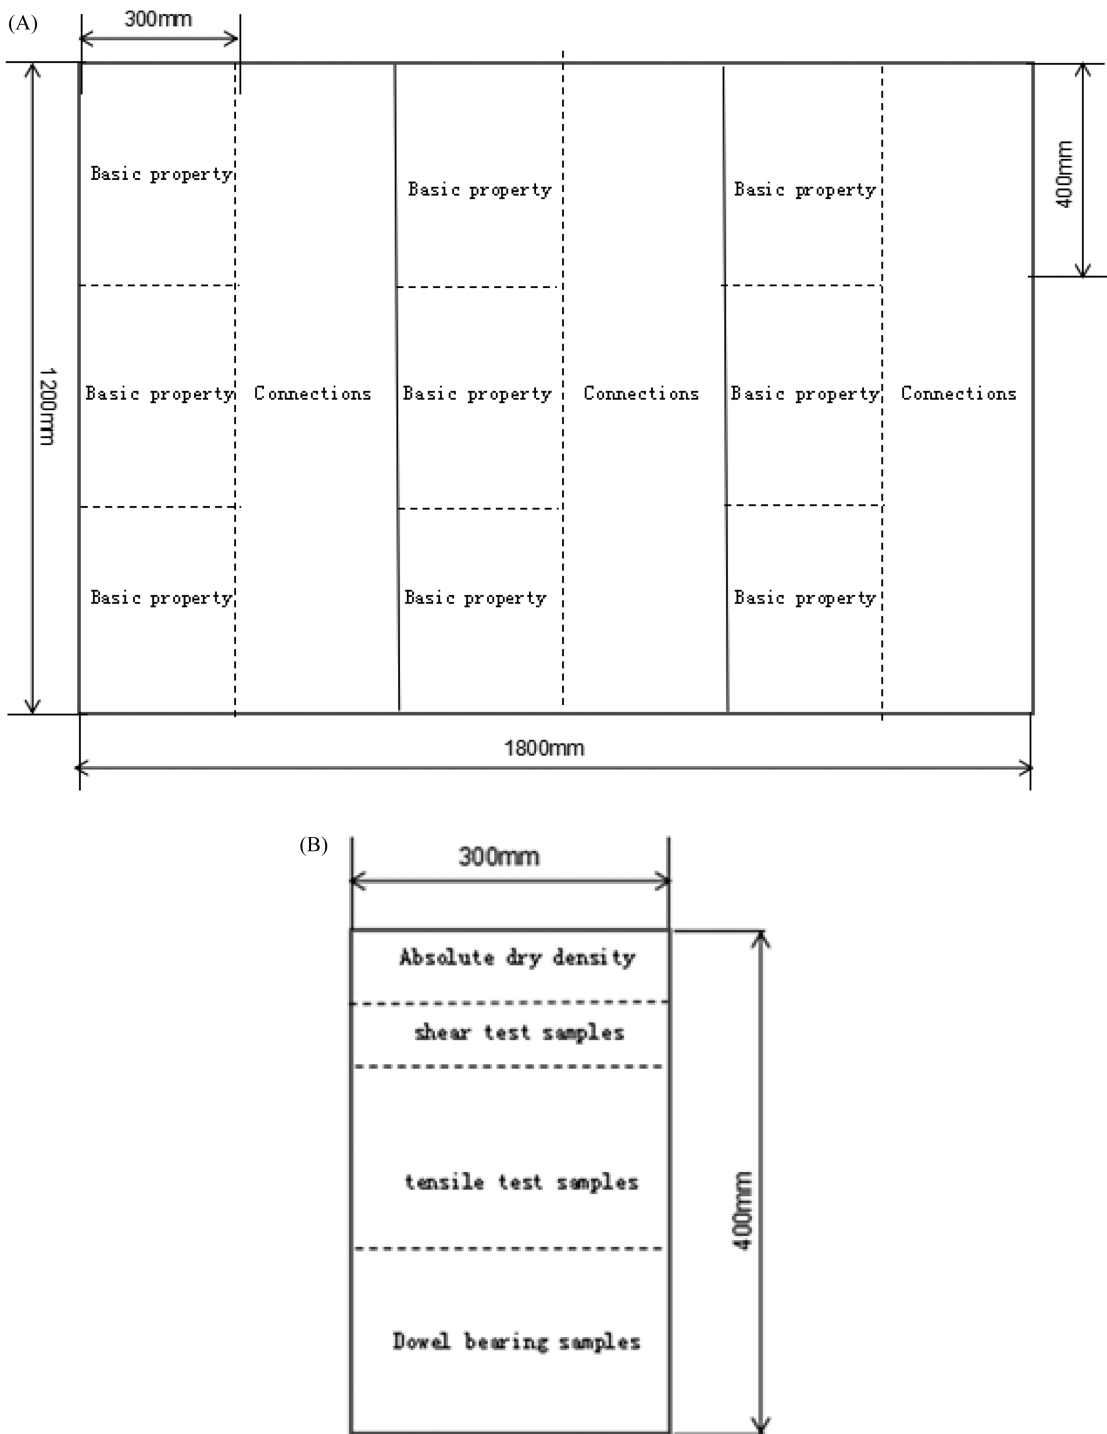 (A)
300mm
Basic property
Basic property
Basic property
400mm
1200mm
Basic property
Connections
Basic property
Connections
Basic property
Connections
Basic property
Basic property
Basic property
1800mm
(B)
300mm
Absolute dry density
shear test samples
tensile test samples
400mm
Dowel bearing samples